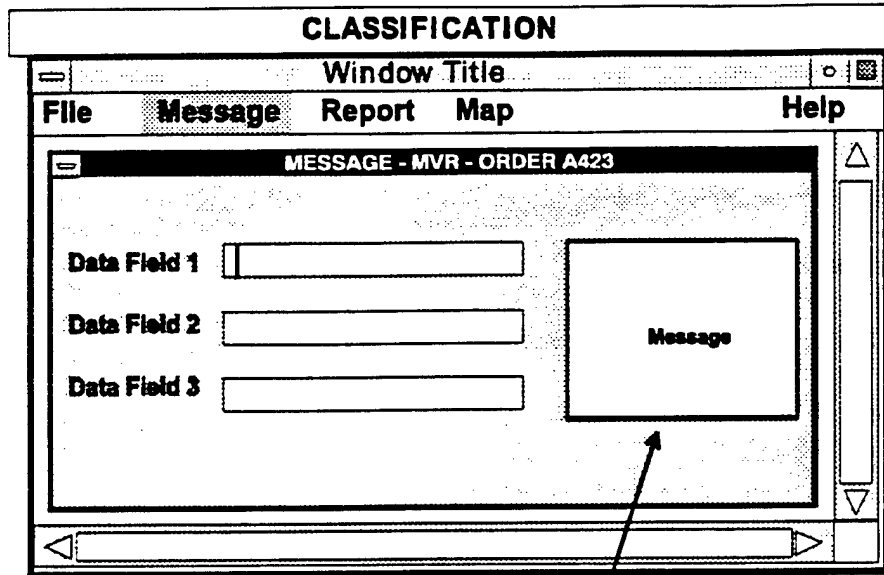 CLASSIFICATION
Window Title
File Message Report Map Help
MESSAGE - MVR - ORDER A423
Data Field 1
Data Field 2
Message
Data Field 3